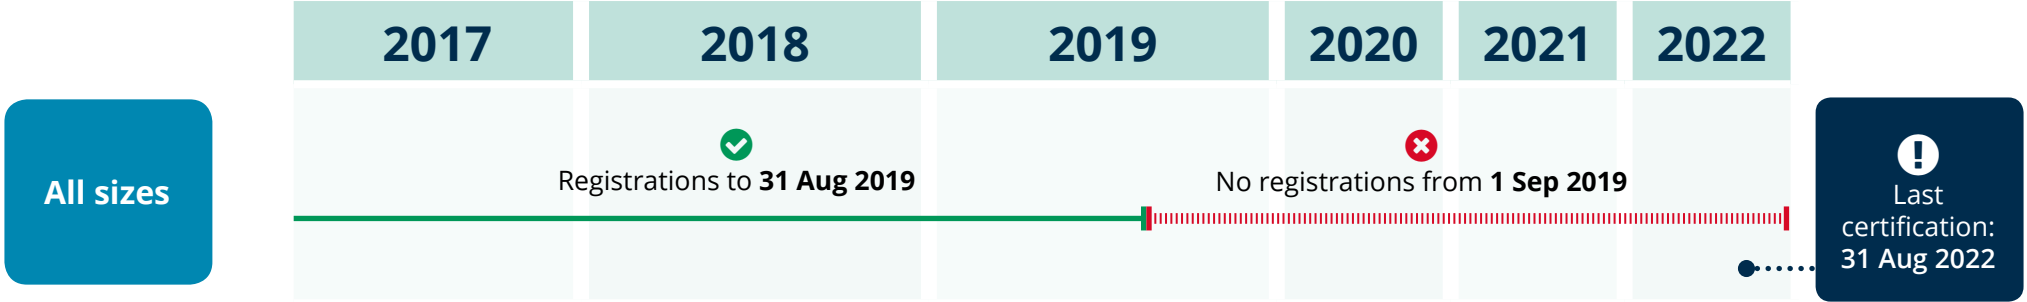 2017 2018 2019 2020 2021 2022
All sizes
Registrations to 31 Aug 2019
No registrations from 1 Sep 2019
Last
certification:
31 Aug 2022